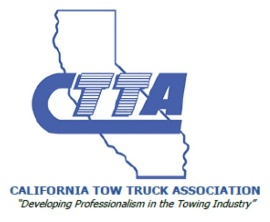 CTTA
CALIFORNIA TOW TRUCK ASSOCIATION
"Developing Professionalism in the Towing Industry"